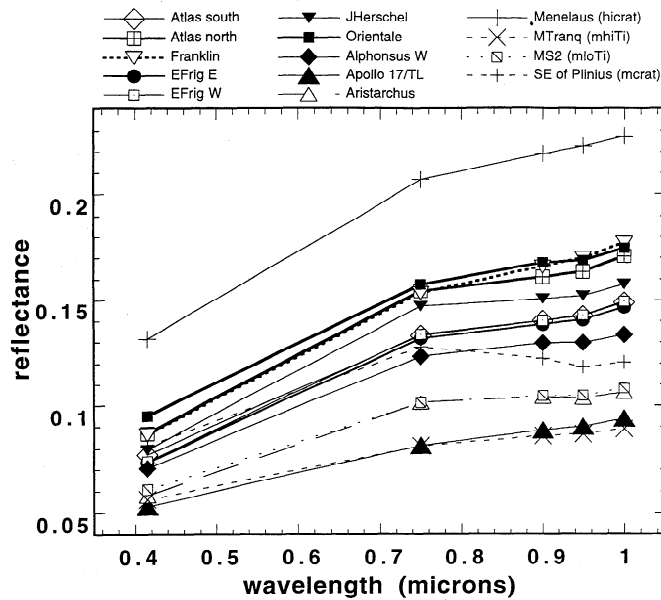 Atlas south
Atlas north
Franklin
EFrig E
EFrig W
JHerschel
Orientale
Alphonsus W
Apollo 17/TL
Aristarchus
Menelaus (hicrat)
MTranq (mhiTi)
MS2 (mloTi)
SE of Plinius (mcrat)
reflectance
0.2
0.15
0.1
0.05
0.4 0.5 0.6 0.7 0.8 0.9 1
wavelength (microns)